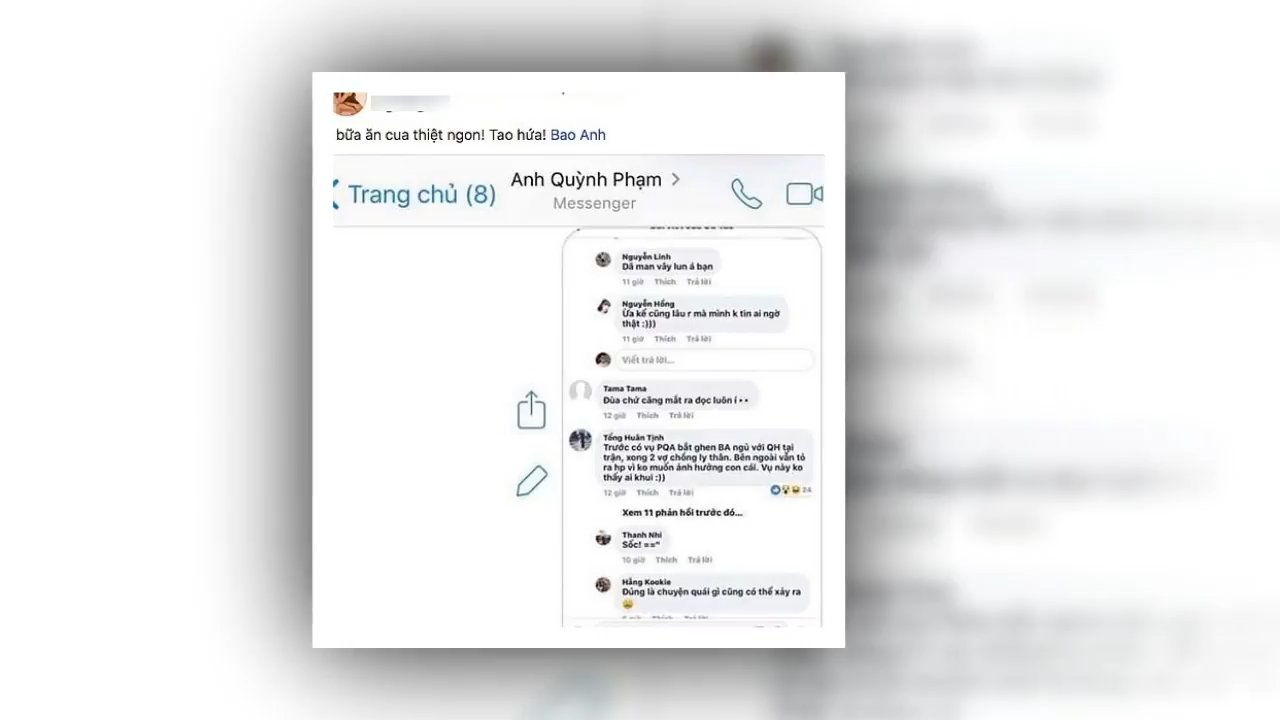 bữa ăn cua thiệt ngon! Tao hứa! Bao Anh
Trang chủ (8)
Anh Quỳnh Phạm
Messenger
Nguyễn Linh
Dã man vây lun á bạn
11 giờ Thích Trả lời
Nguyễn Hồng
Ừa kể cũng lâu r mà mình k tin ai ngờ
thật :)))
11 giờ Thích Trả lời
Viết trả lời...
Tama Tama
Đùa chứ căng mắt ra đọc luôn í
12 giờ Thích Trả lời
Tống Huân Tịnh
Trước có vụ PQA bắt ghen BA ngủ với QH tại
trận, xong 2 vợ chồng ly thân. Bên ngoài vẫn tỏ
ra hp vì ko muốn ảnh hưởng con cái. Vụ này ko
thấy ai khui :))
12 giờ Thích Trả lời
24
Xem 11 phản hồi trước đó...
Thanh Nhi
Sốc! =="
10 giờ Thích Trả lời
Hằng Kookie
Đúng là chuyện quái gì cũng có thể xảy ra
Thích Trả lời